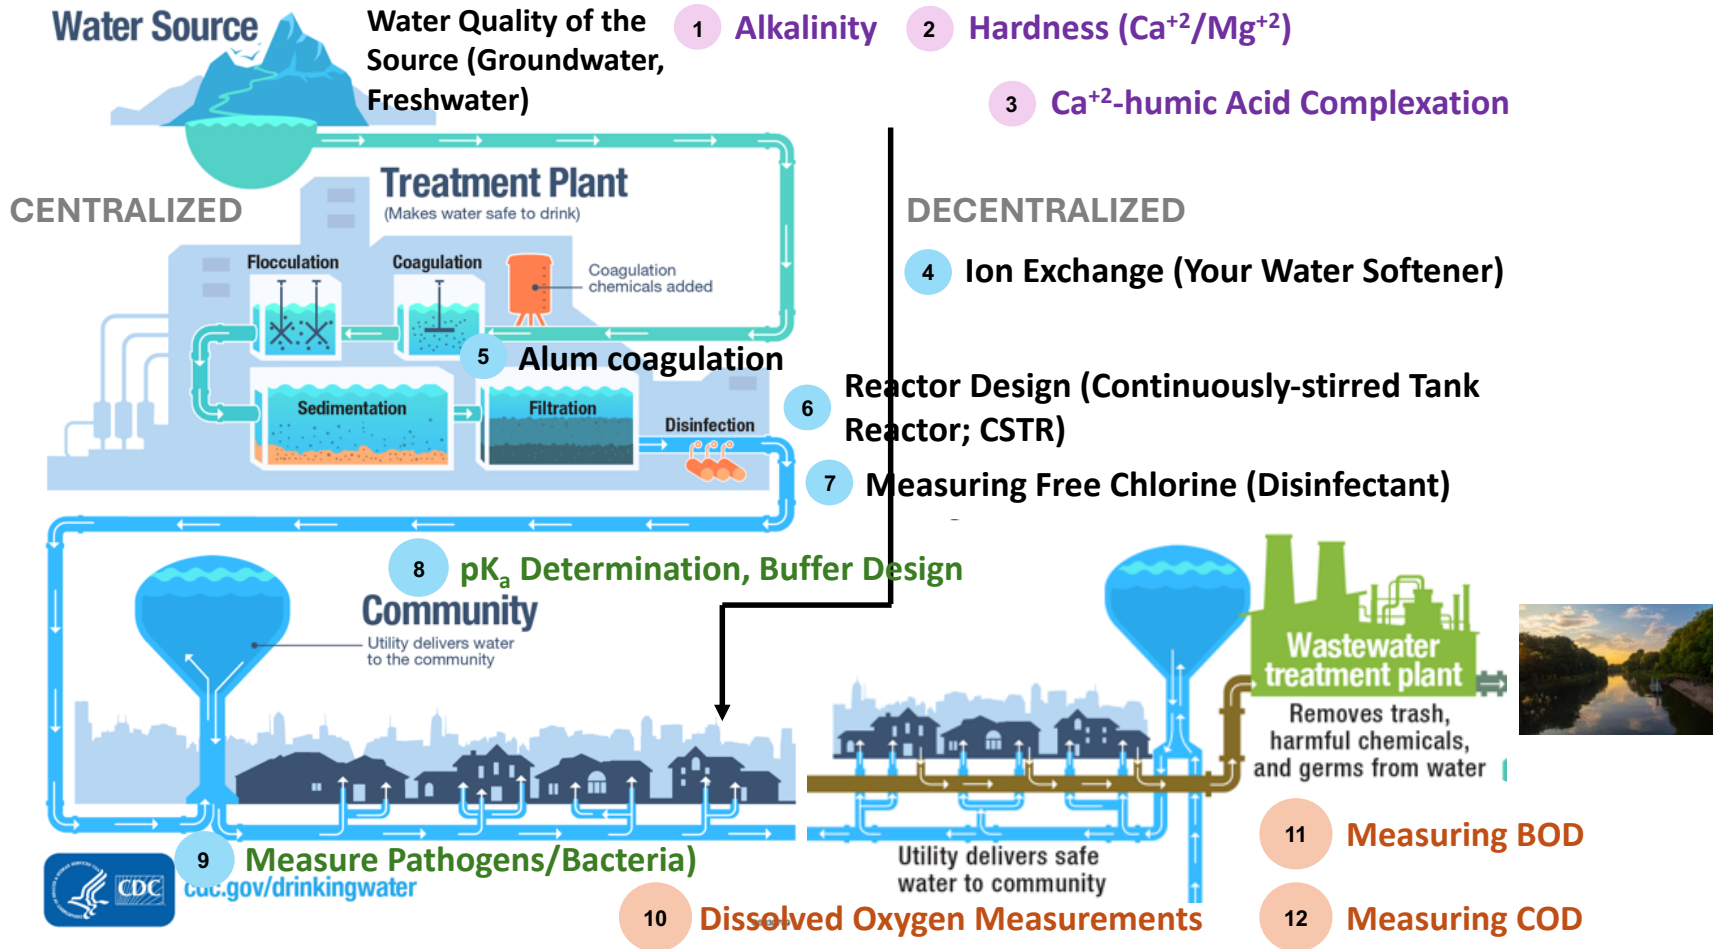 Water Source
Water Quality of the
Source (Groundwater,
Freshwater)
1 Alkalinity
2 Hardness (Ca+2/Mg+2)
3 Ca+2-humic Acid Complexation
CENTRALIZED
Treatment Plant
(Makes water safe to drink)
DECENTRALIZED
Flocculation
Coagulation
Coagulation
chemicals added
4 Ion Exchange (Your Water Softener)
5 Alum coagulation
Sedimentation
Filtration
Disinfection
6 Reactor Design (Continuously-stirred Tank
Reactor; CSTR)
7 Measuring Free Chlorine (Disinfectant)
8 pKa Determination, Buffer Design
Community
Utility delivers water
to the community
Wastewater
treatment plant
Removes trash,
harmful chemicals,
and germs from water
9 Measure Pathogens/Bacteria)
CDC
cdc.gov/drinkingwater
Utility delivers safe
water to community
10 Dissolved Oxygen Measurements
11 Measuring BOD
12 Measuring COD